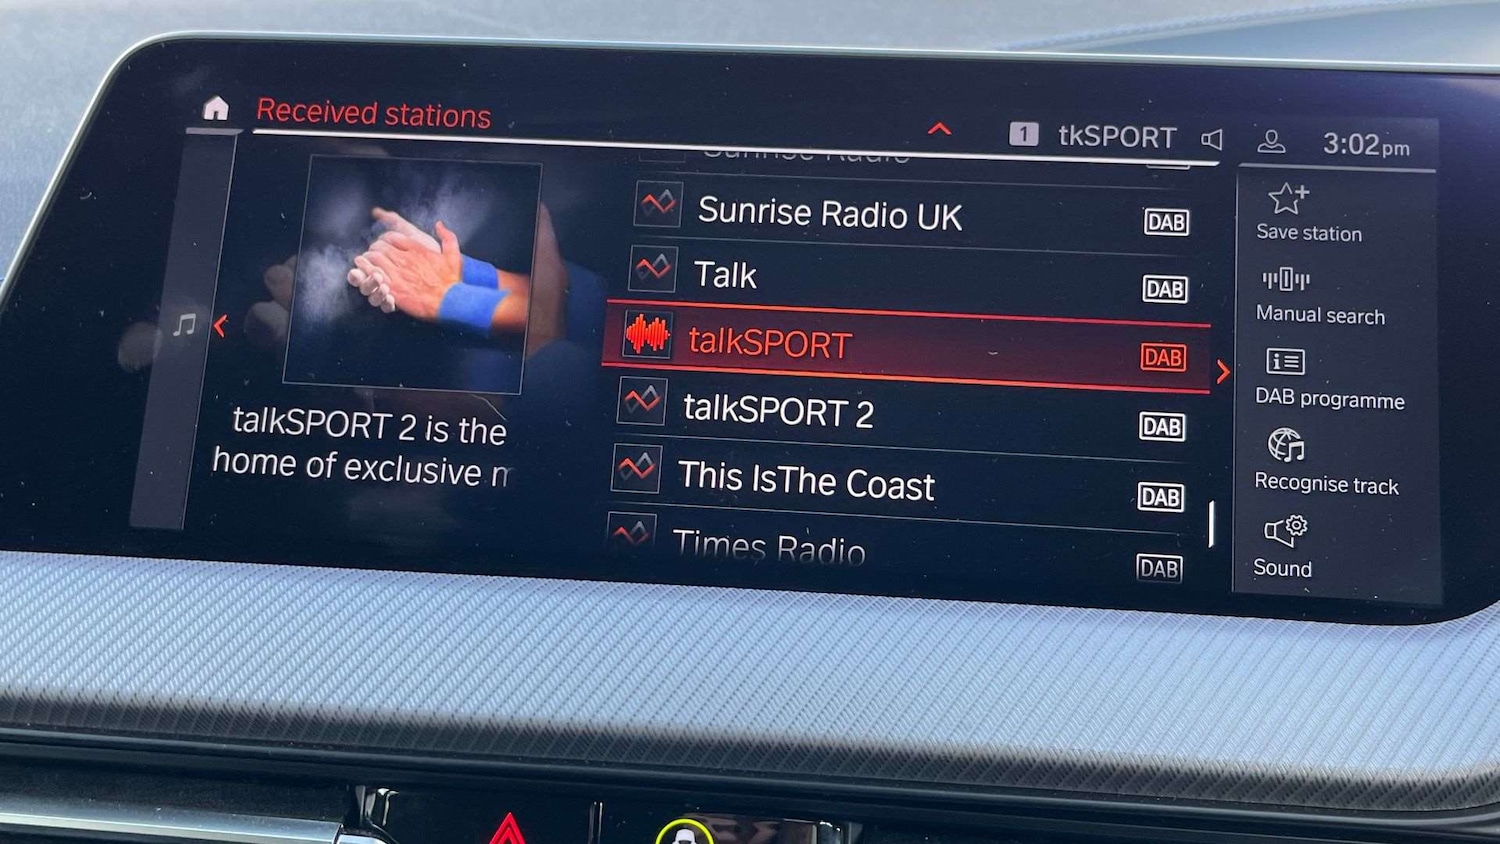 Received stations
1 tkSPORT
3:02pm
Sunrise Radio
Sunrise Radio UK DAB
Talk DAB
talkSPORT DAB
talkSPORT 2 DAB
This IsThe Coast DAB
Times Radio DAB
talkSPORT 2 is the
home of exclusive
Save station
Manual search
DAB programme
Recognise track
Sound